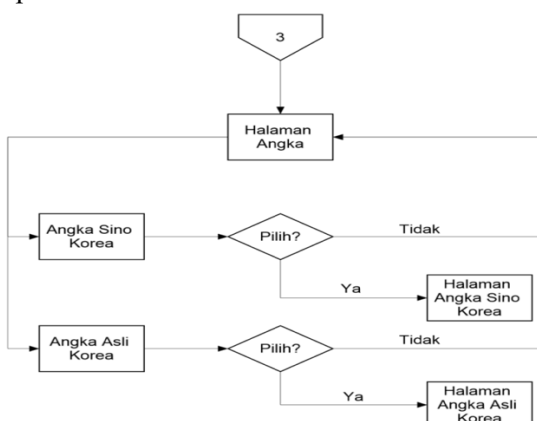 3
Halaman
Angka
Angka Sino
Korea
Pilih?
Tidak
Ya
Halaman
Angka Sino
Korea
Angka Asli
Korea
Pilih?
Tidak
Ya
Halaman
Angka Asli
Korea